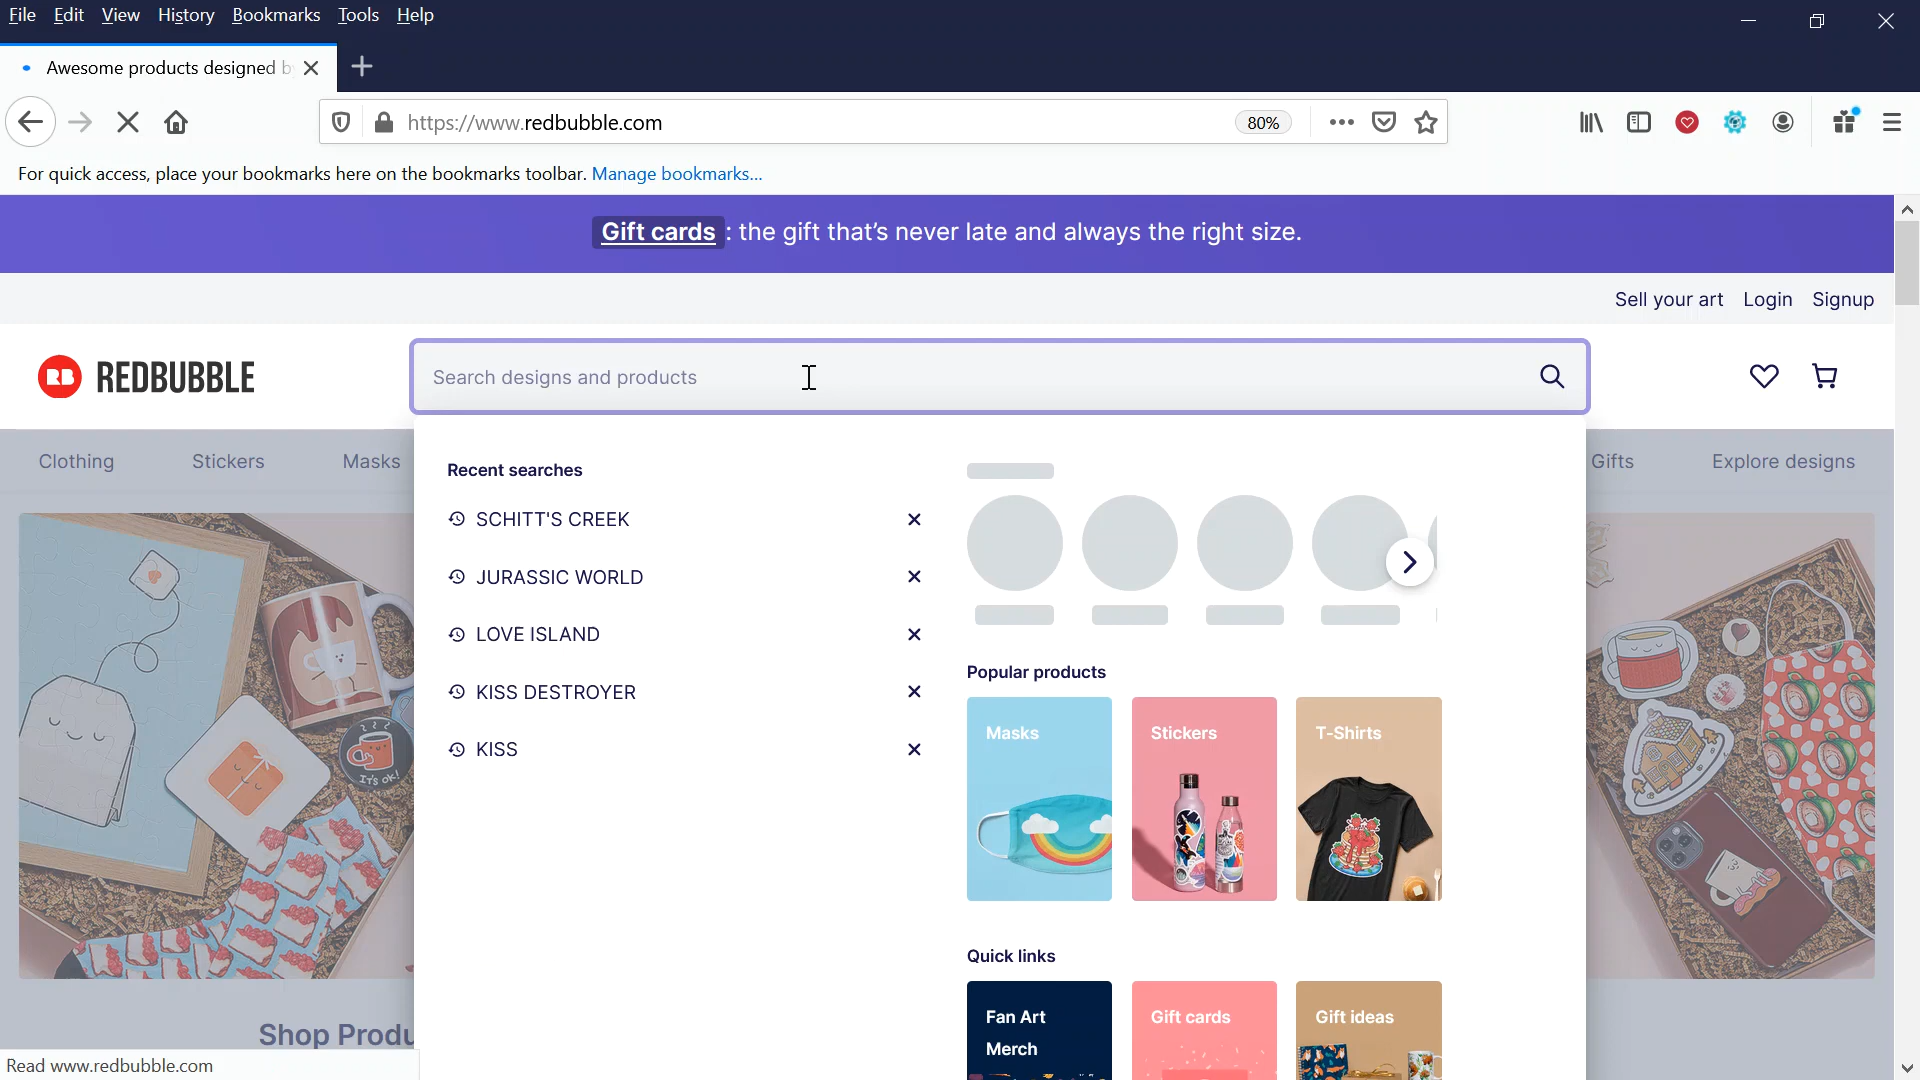 File Edit View History Bookmarks Tools Help
Awesome products designed b
https://www.redbubble.com 80%
For quick access, place your bookmarks here on the bookmarks toolbar. Manage bookmarks...
Gift cards : the gift that's never late and always the right size.
Sell your art Login Signup
RB REDBUBBLE
Search designs and products
Clothing Stickers Masks Gifts Explore designs
Recent searches
SCHITT'S CREEK
JURASSIC WORLD
LOVE ISLAND
KISS DESTROYER
KISS
Popular products
Masks Stickers T-Shirts
IT'S OK!
Quick links
Fan Art
Merch
Gift cards Gift ideas
Shop Produ
Read www.redbubble.com